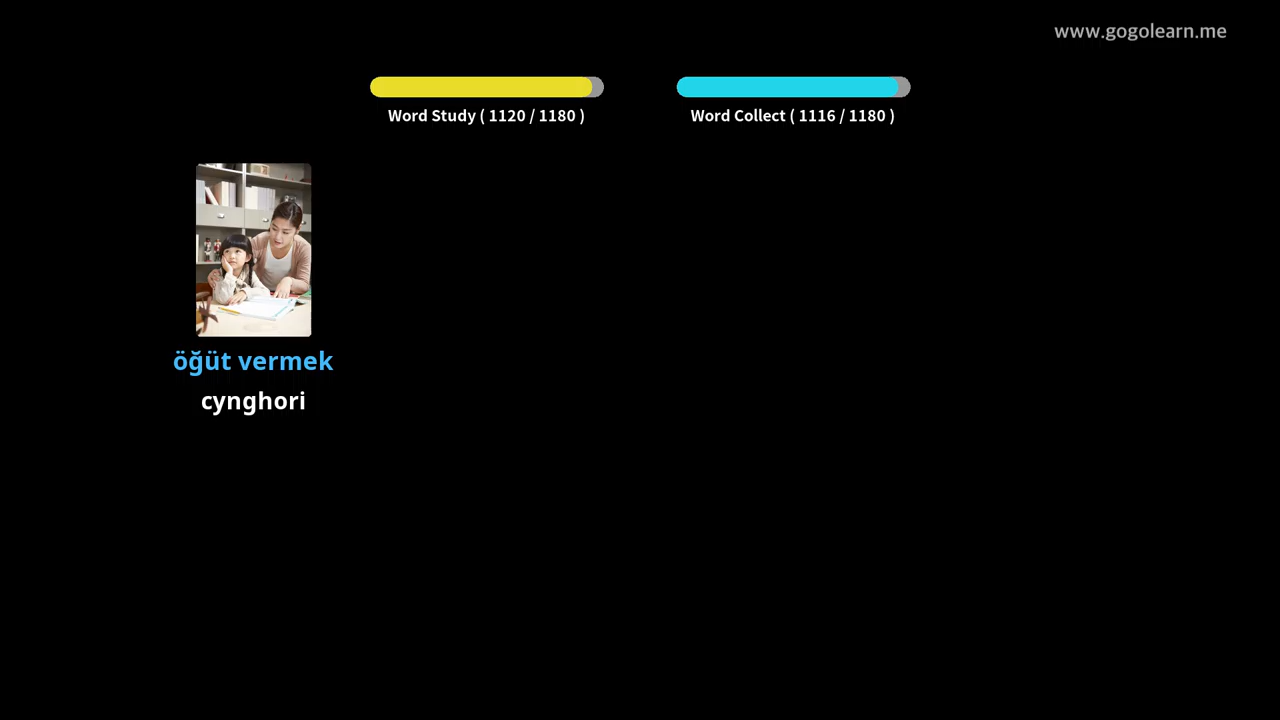 www.gogolearn.me
Word Study ( 1120 / 1180 )
Word Collect ( 1116 / 1180 )
öğüt vermek
cynghori